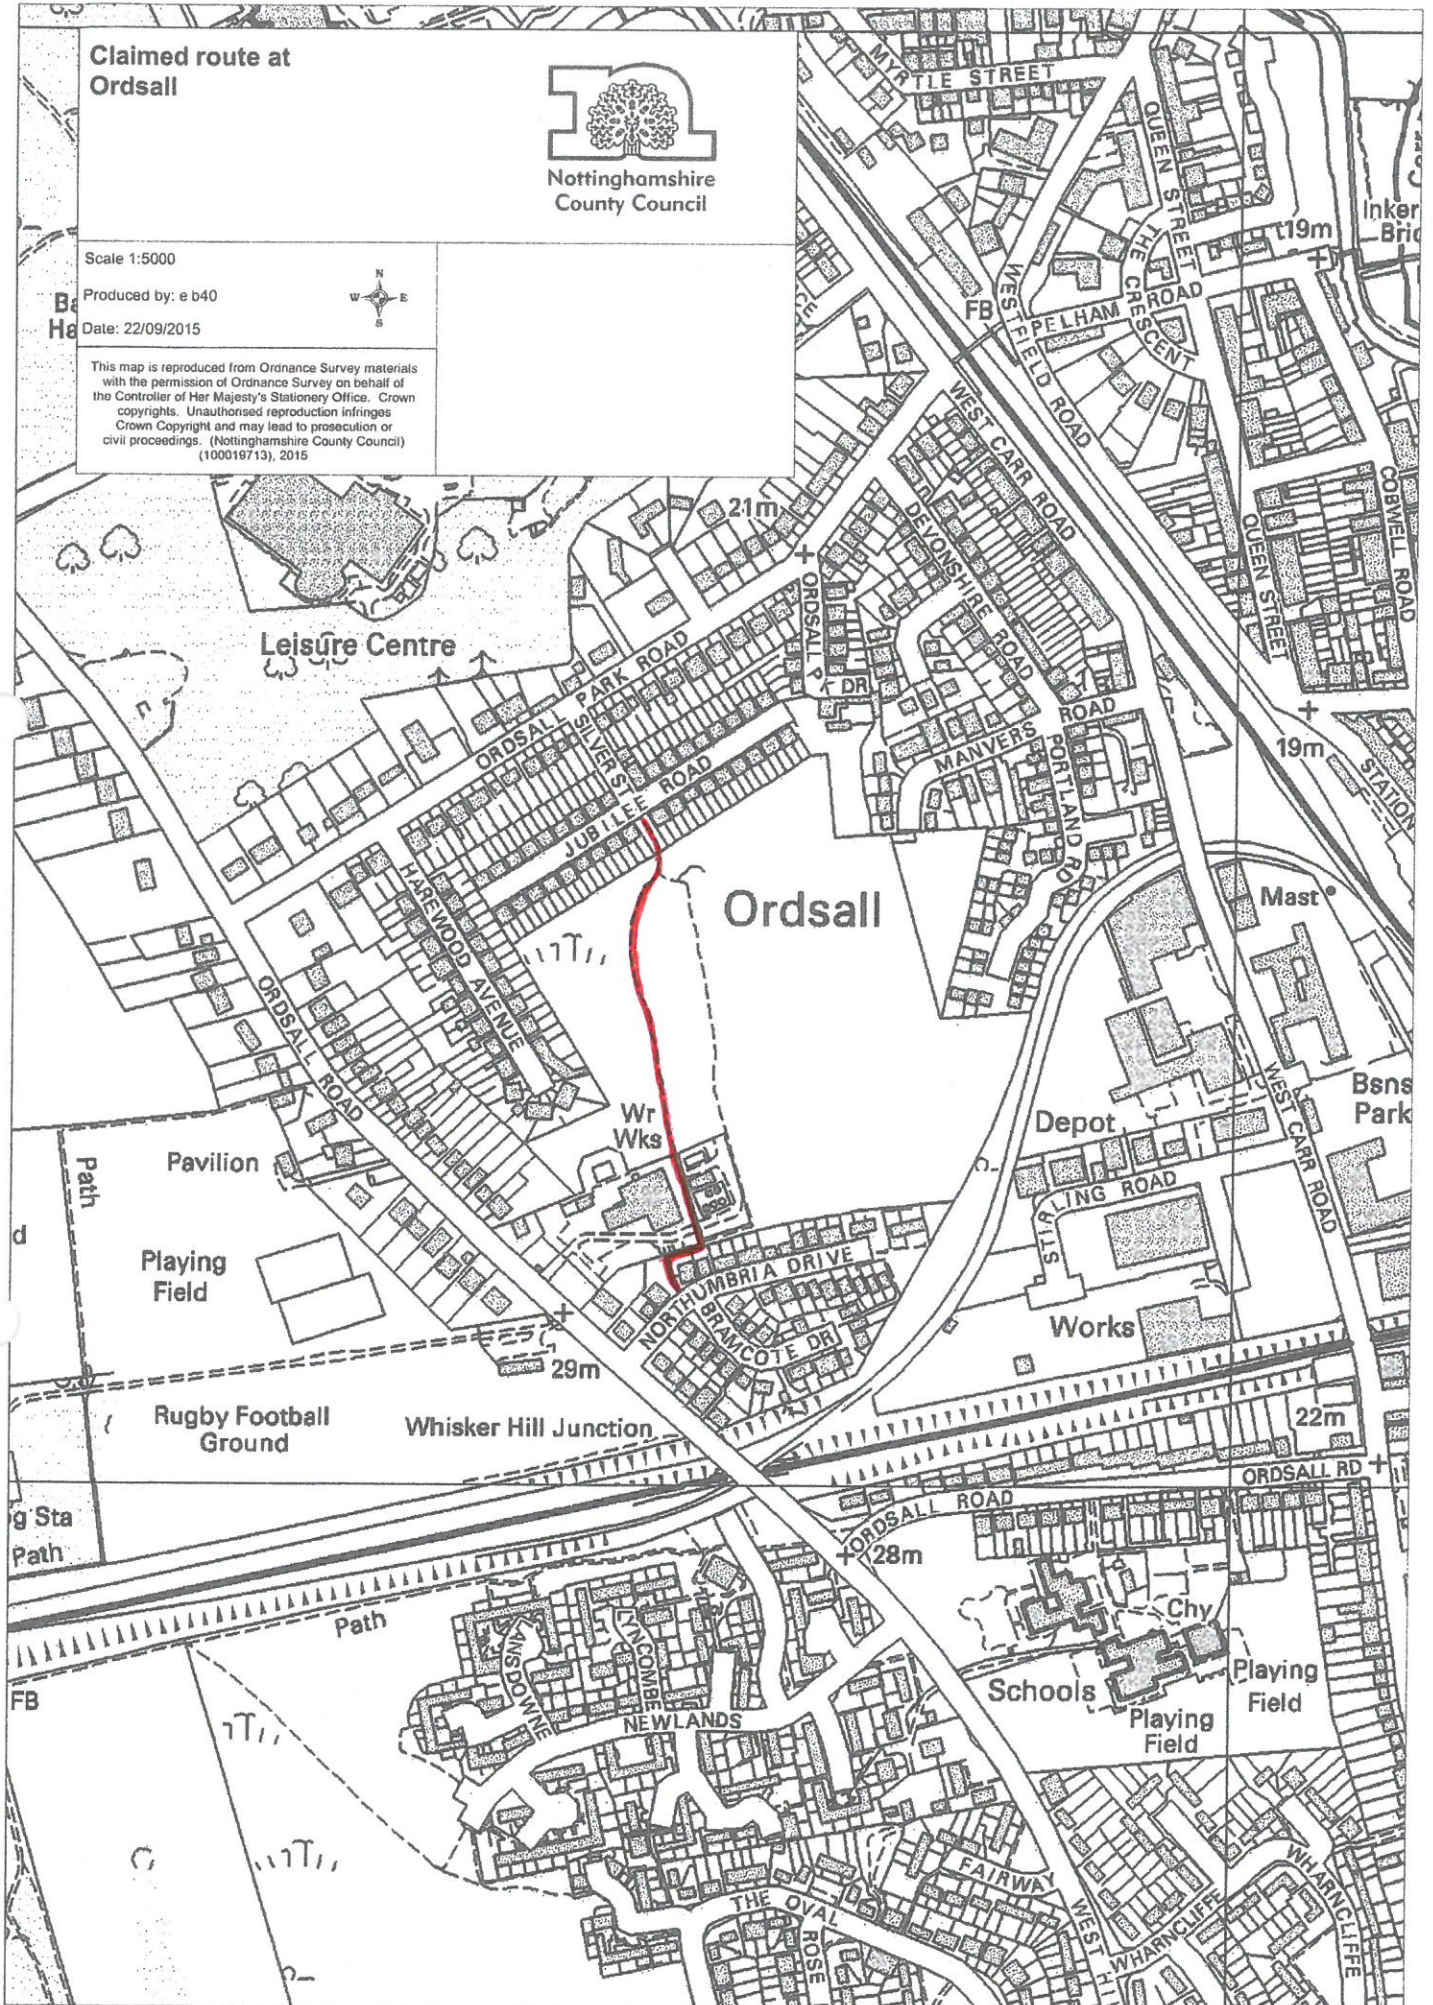 Claimed route at
Ordsall
Nottinghamshire
County Council
Scale 1:5000
Produced by: e b40
Date: 22/09/2015
N
W
E
S
This map is reproduced from Ordnance Survey materials
with the permission of Ordnance Survey on behalf of
the Controller of Her Majesty's Stationery Office. Crown
copyrights. Unauthorised reproduction infringes
Crown Copyright and may lead to prosecution or
civil proceedings. (Nottinghamshire County Council)
(100019713), 2015
MYRTLE STREET
QUEEN STREET
THE CRESCENT
19m
FB
PELHAM ROAD
WESTFIELD ROAD
WEST CARR ROAD
COBWELL ROAD
QUEEN STREET
21m
DEVONSHIRE ROAD
ORDSALL PK DR
Leisure Centre
ORDSALL PARK ROAD
SILVER ST
JUBILEE ROAD
MANVERS ROAD
PORTLAND RD
19m
STATION
HAREWOOD AVENUE
Ordsall
Mast
ORDSALL ROAD
Wr
Wks
Depot
WEST CARR ROAD
Bsns
Park
Path
Pavilion
STIRLING ROAD
d
Playing
Field
NORTHUMBRIA DRIVE
BRAMCOTE DR
Works
29m
Rugby Football
Ground
Whisker Hill Junction
22m
ORDSALL RD
g Sta
Path
ORDSALL ROAD
28m
Path
Chy
LANSDOWNE
LYNCOMBE
FB
NEWLANDS
Schools
Playing
Field
Playing
Field
FAIRWAY
THE OVAL
ROSE
WEST H
WHARNCLIFFE
WHARNCLIFFE